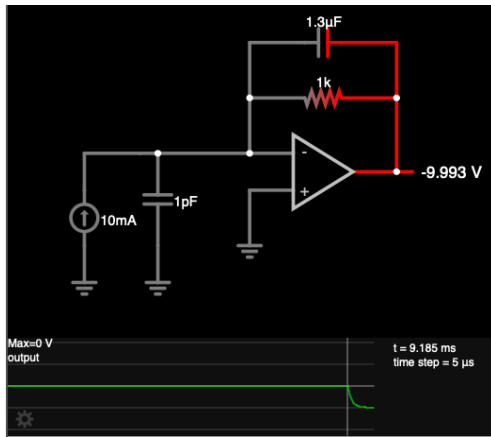 1.3µF
1k
-
+
-9.993 V
1pF
10mA
Max=0 V
output
t = 9.185 ms
time step = 5 µs